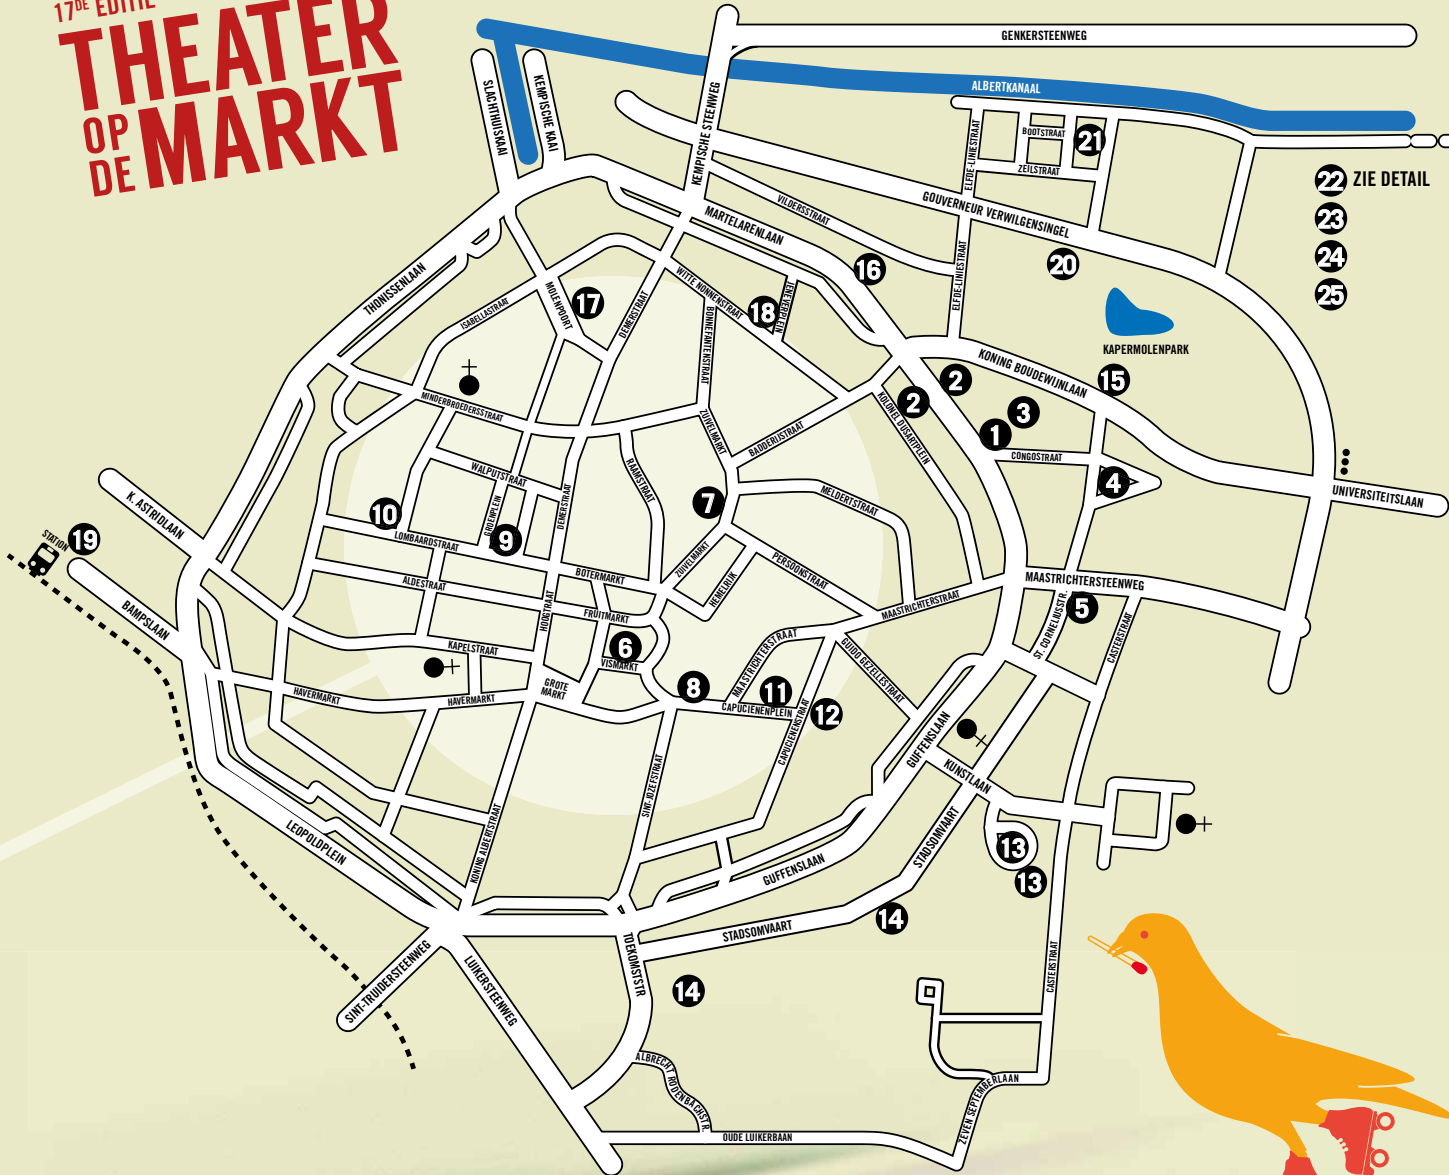 17DE EDITIE
THEATER
OP
DE
MARKT
GENKERSTEENWEG
ALBERTKANAAL
SLACHTHUISKAAI
KEMPISCHE KAAI
KEMPISCHE STEENWEG
ELFDE-LINIESTRAAT
BOOTSTRAAT
21
ZEILSTRAAT
22 ZIE DETAIL
23
24
25
VILDERSSTRAAT
GOUVERNEUR VERWILGENSINGEL
MARTELARENLAAN
16
20
ELFDE-LINIESTRAAT
THONISSENLAAN
ISABELLASTRAAT
MOLENPOORT
17
DEMERSTRAAT
WITTE NONNENSTRAAT
18
JENEVERPLEIN
BONNEFANTENSTRAAT
KAPERMOLENPARK
KONING BOUDEWIJNLAAN
15
2
2
3
1
CONGOSTRAAT
4
KOLONEL DUSARTPLEIN
MINDERBROEDERSSTRAAT
ZUIVELMARKT
BADDERIJSTRAAT
WALPUTSTRAAT
RAAMSTRAAT
DEMERSTRAAT
GROENPLEIN
7
MELDERTSTRAAT
UNIVERSITEITSLAAN
K. ASTRIDLAAN
10
9
LOMBAARDSTRAAT
STATION
19
BAMPSLAAN
ALDESTRAAT
BOTERMARKT
ZUIVELMARKT
HEMELRIJK
PERSOONSTRAAT
MAASTRICHTERSTRAAT
MAASTRICHTERSTEENWEG
5
ST. CORNELIUSSTR.
CASTERSTRAAT
HOOGSTRAAT
FRUITMARKT
6
VISMARKT
KAPELSTRAAT
HAVERMARKT
HAVERMARKT
GROTE
MARKT
8
MAASTRICHTERSTRAAT
11
CAPUCIENENPLEIN
12
CAPUCIENENSTRAAT
GUIDO GEZELLESTRAAT
GUFFENSLAAN
KUNSTLAAN
SINT-JOZEFSTRAAT
KONING ALBERTSTRAAT
LEOPOLDPLEIN
GUFFENSLAAN
STADSOMVAART
13
13
14
STADSOMVAART
TOEKOMSTSTR
14
SINT-TRUIDERSTEENWEG
LUIKERSTEENWEG
CASTERSTRAAT
ALBRECHT RODENBACHSTR.
ZEVEN SEPTEMBERLAAN
OUDE LUIKERBAAN